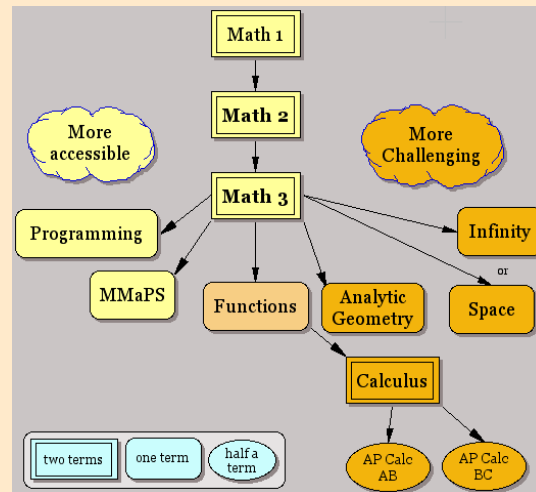 Math 1
Math 2
More
accessible
More
Challenging
Math 3
Programming
Infinity
or
MMaPS
Functions
Analytic
Geometry
Space
Calculus
two terms
one term
half a
term
AP Calc
AB
AP Calc
BC